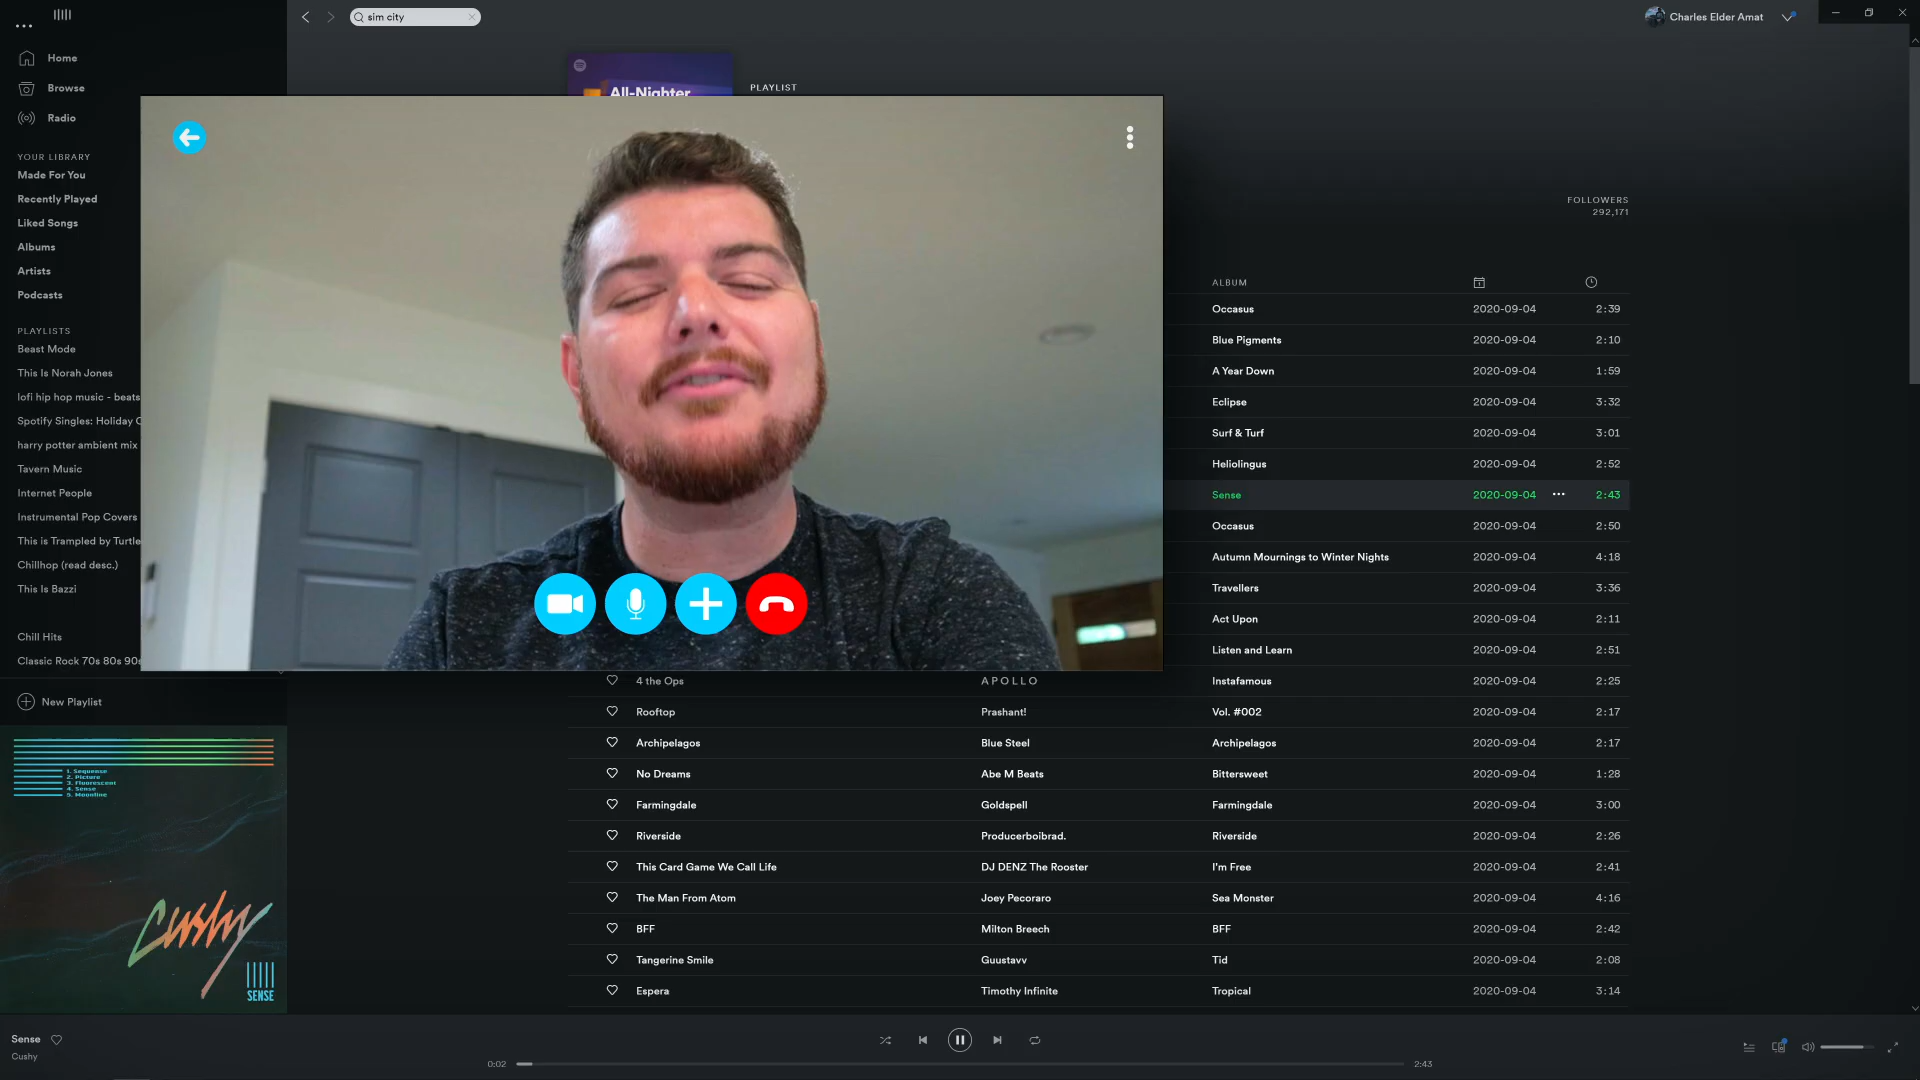 sim city
Charles Elder Amat
Home
Browse
Radio
YOUR LIBRARY
Made For You
Recently Played
Liked Songs
Albums
Artists
Podcasts
PLAYLISTS
Beast Mode
This Is Norah Jones
lofi hip hop music - beats
Spotify Singles: Holiday C
harry potter ambient mix
Tavern Music
Internet People
Instrumental Pop Covers
This is Trampled by Turtle
Chillhop (read desc.)
This Is Bazzi
Chill Hits
Classic Rock 70s 80s 90s
New Playlist
1. Sequense
2. Picture
3. Fluorescent
4. Sense
5. Moonline
Cushy
SENSE
All-Nighter
PLAYLIST
FOLLOWERS
292,171
ALBUM
Occasus 2020-09-04 2:39
Blue Pigments 2020-09-04 2:10
A Year Down 2020-09-04 1:59
Eclipse 2020-09-04 3:32
Surf & Turf 2020-09-04 3:01
Heliolingus 2020-09-04 2:52
Sense 2020-09-04 2:43
Occasus 2020-09-04 2:50
Autumn Mournings to Winter Nights 2020-09-04 4:18
Travellers 2020-09-04 3:36
Act Upon 2020-09-04 2:11
Listen and Learn 2020-09-04 2:51
4 the Ops APOLLO Instafamous 2020-09-04 2:25
Rooftop Prashant! Vol. #002 2020-09-04 2:17
Archipelagos Blue Steel Archipelagos 2020-09-04 2:17
No Dreams Abe M Beats Bittersweet 2020-09-04 1:28
Farmingdale Goldspell Farmingdale 2020-09-04 3:00
Riverside Producerboibrad. Riverside 2020-09-04 2:26
This Card Game We Call Life DJ DENZ The Rooster I'm Free 2020-09-04 2:41
The Man From Atom Joey Pecoraro Sea Monster 2020-09-04 4:16
BFF Milton Breech BFF 2020-09-04 2:42
Tangerine Smile Guustavv Tid 2020-09-04 2:08
Espera Timothy Infinite Tropical 2020-09-04 3:14
Sense
Cushy
0:02
2:43